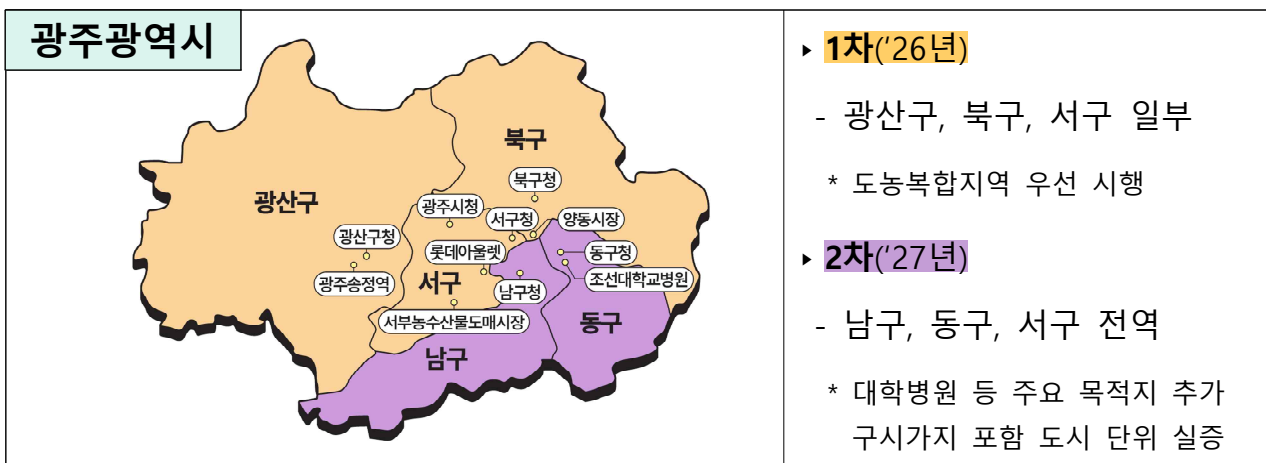 광주광역시
북구
북구청
광산구
광주시청
서구청
양동시장
광산구청
롯데아울렛
동구청
광주송정역
서구
남구청
조선대학교병원
서부농수산물도매시장
동구
남구
▸ 1차(‘26년)
- 광산구, 북구, 서구 일부
* 도농복합지역 우선 시행
▸ 2차(‘27년)
- 남구, 동구, 서구 전역
* 대학병원 등 주요 목적지 추가
구시가지 포함 도시 단위 실증